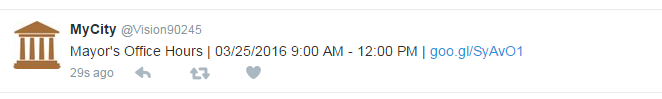 MyCity @Vision90245
Mayor's Office Hours | 03/25/2016 9:00 AM - 12:00 PM | goo.gl/SyAvO1
29s ago